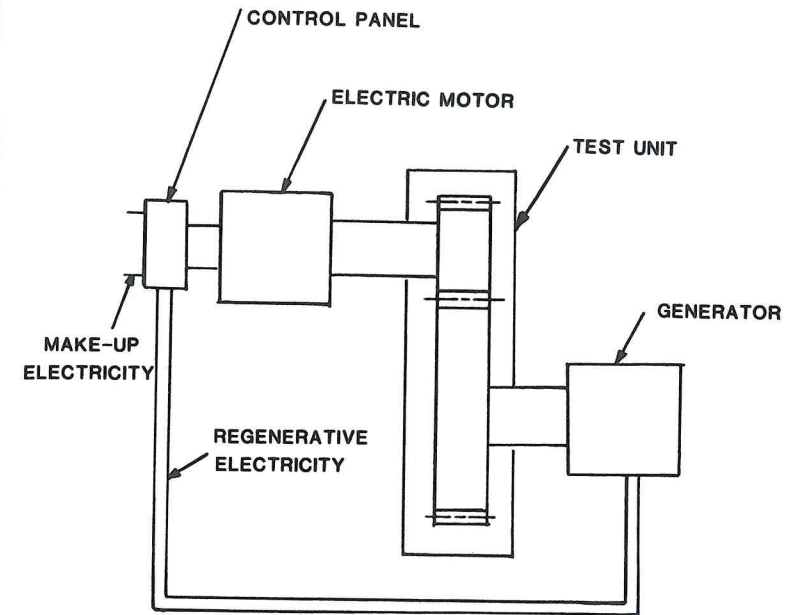 CONTROL PANEL
ELECTRIC MOTOR
TEST UNIT
GENERATOR
MAKE-UP
ELECTRICITY
REGENERATIVE
ELECTRICITY